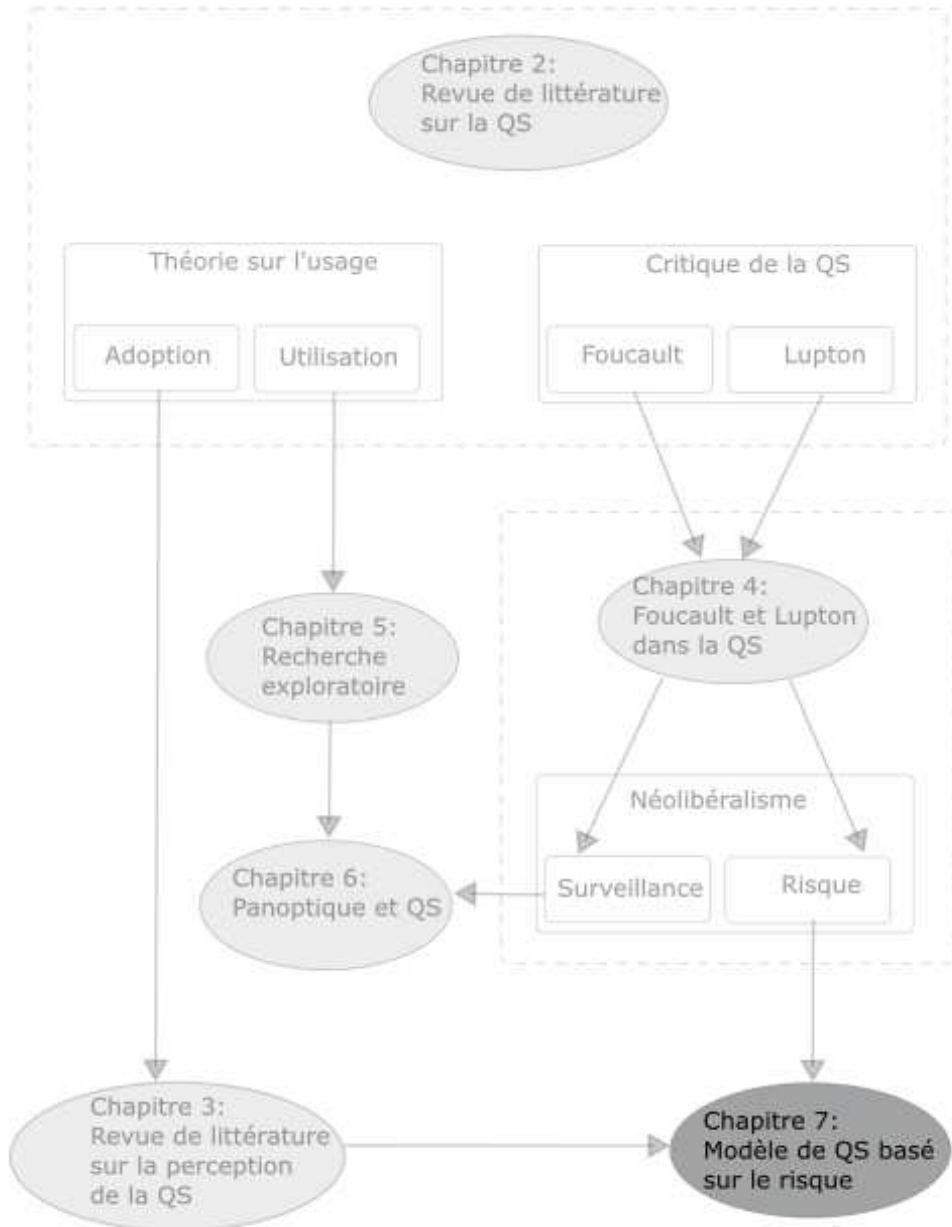 Chapitre 2:
Revue de littérature
sur la QS
Théorie sur l'usage
Adoption
Utilisation
Critique de la QS
Foucault
Lupton
Chapitre 4:
Foucault et Lupton
dans la QS
Chapitre 5:
Recherche
exploratoire
Néolibéralisme
Surveillance
Risque
Chapitre 6:
Panoptique et QS
Chapitre 3:
Revue de littérature
sur la perception
de la QS
Chapitre 7:
Modèle de QS basé
sur le risque